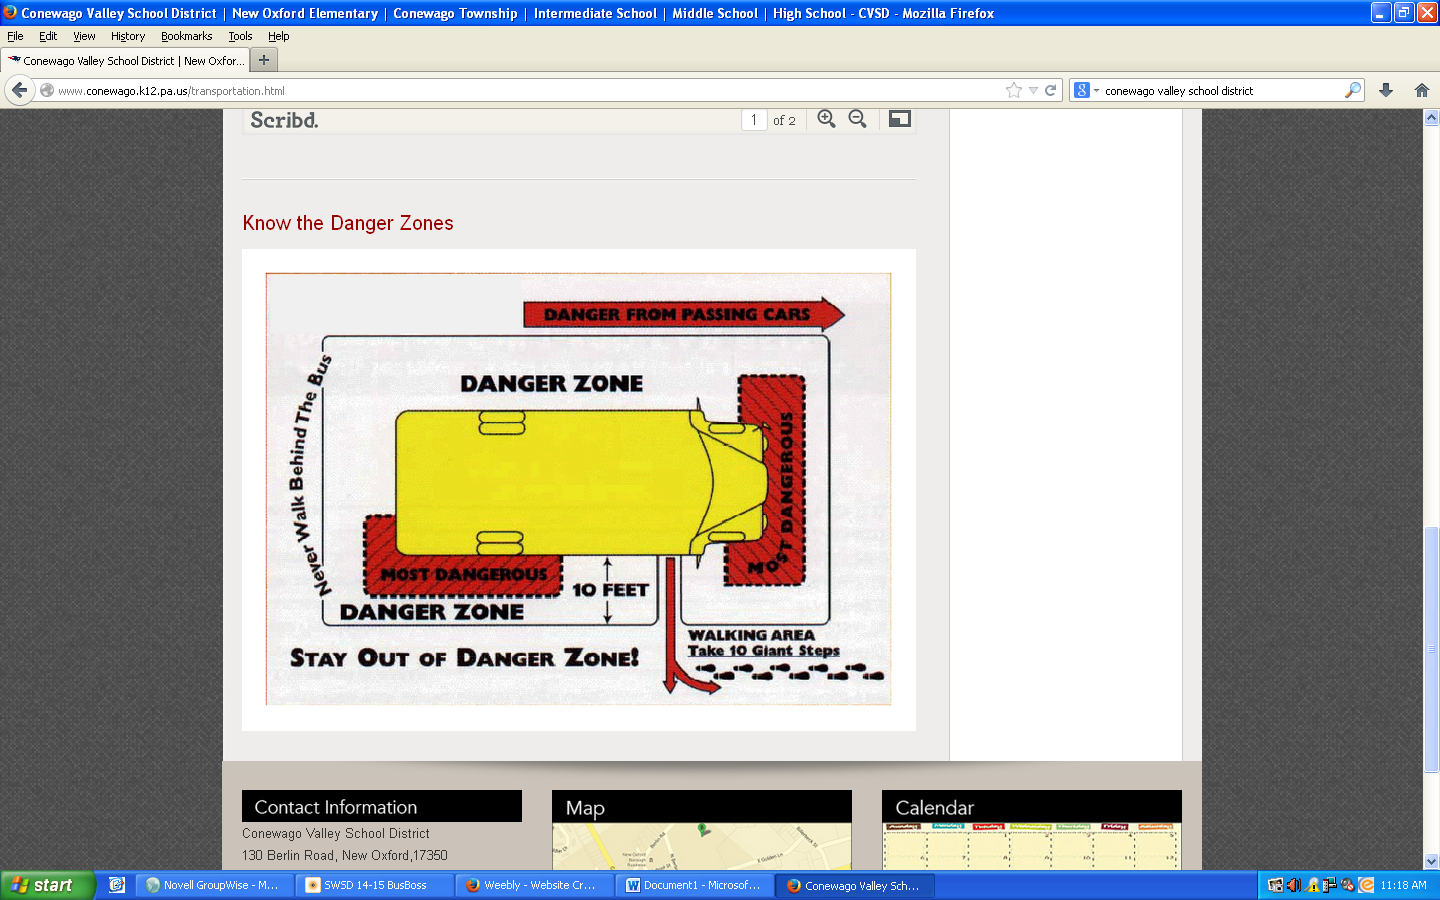 Conewago Valley School District | New Oxford Elementary | Conewago Township | Intermediate School | Middle School | High School - CVSD - Mozilla Firefox
File Edit View History Bookmarks Tools Help
Conewago Valley School District | New Oxfor...
www.conewago.k12.pa.us/transportation.html
conewago valley school district
Scribd.
1 of 2
Know the Danger Zones
DANGER FROM PASSING CARS
Never Walk Behind The Bus
DANGER ZONE
MOST DANGEROUS
MOST DANGEROUS
10 FEET
DANGER ZONE
WALKING AREA
Take 10 Giant Steps
STAY OUT OF DANGER ZONE!
Contact Information
Map
Calendar
Conewago Valley School District
130 Berlin Road, New Oxford,17350
start
Novell GroupWise - M...
SWSD 14-15 BusBoss
Weebly - Website Cr...
Document1 - Microsof...
Conewago Valley Sch...
11:18 AM